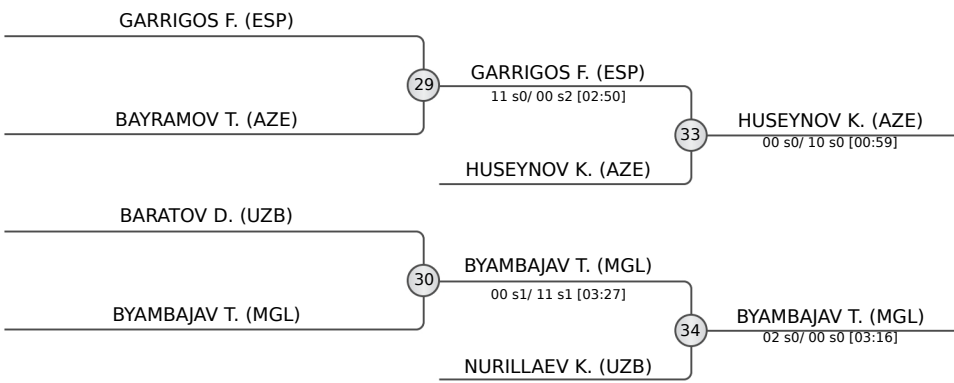 GARRIGOS F. (ESP)
29
GARRIGOS F. (ESP)
11 s0/ 00 s2 [02:50]
BAYRAMOV T. (AZE)
33
HUSEYNOV K. (AZE)
00 s0/ 10 s0 [00:59]
HUSEYNOV K. (AZE)
BARATOV D. (UZB)
30
BYAMBAJAV T. (MGL)
00 s1/ 11 s1 [03:27]
BYAMBAJAV T. (MGL)
34
BYAMBAJAV T. (MGL)
02 s0/ 00 s0 [03:16]
NURILLAEV K. (UZB)